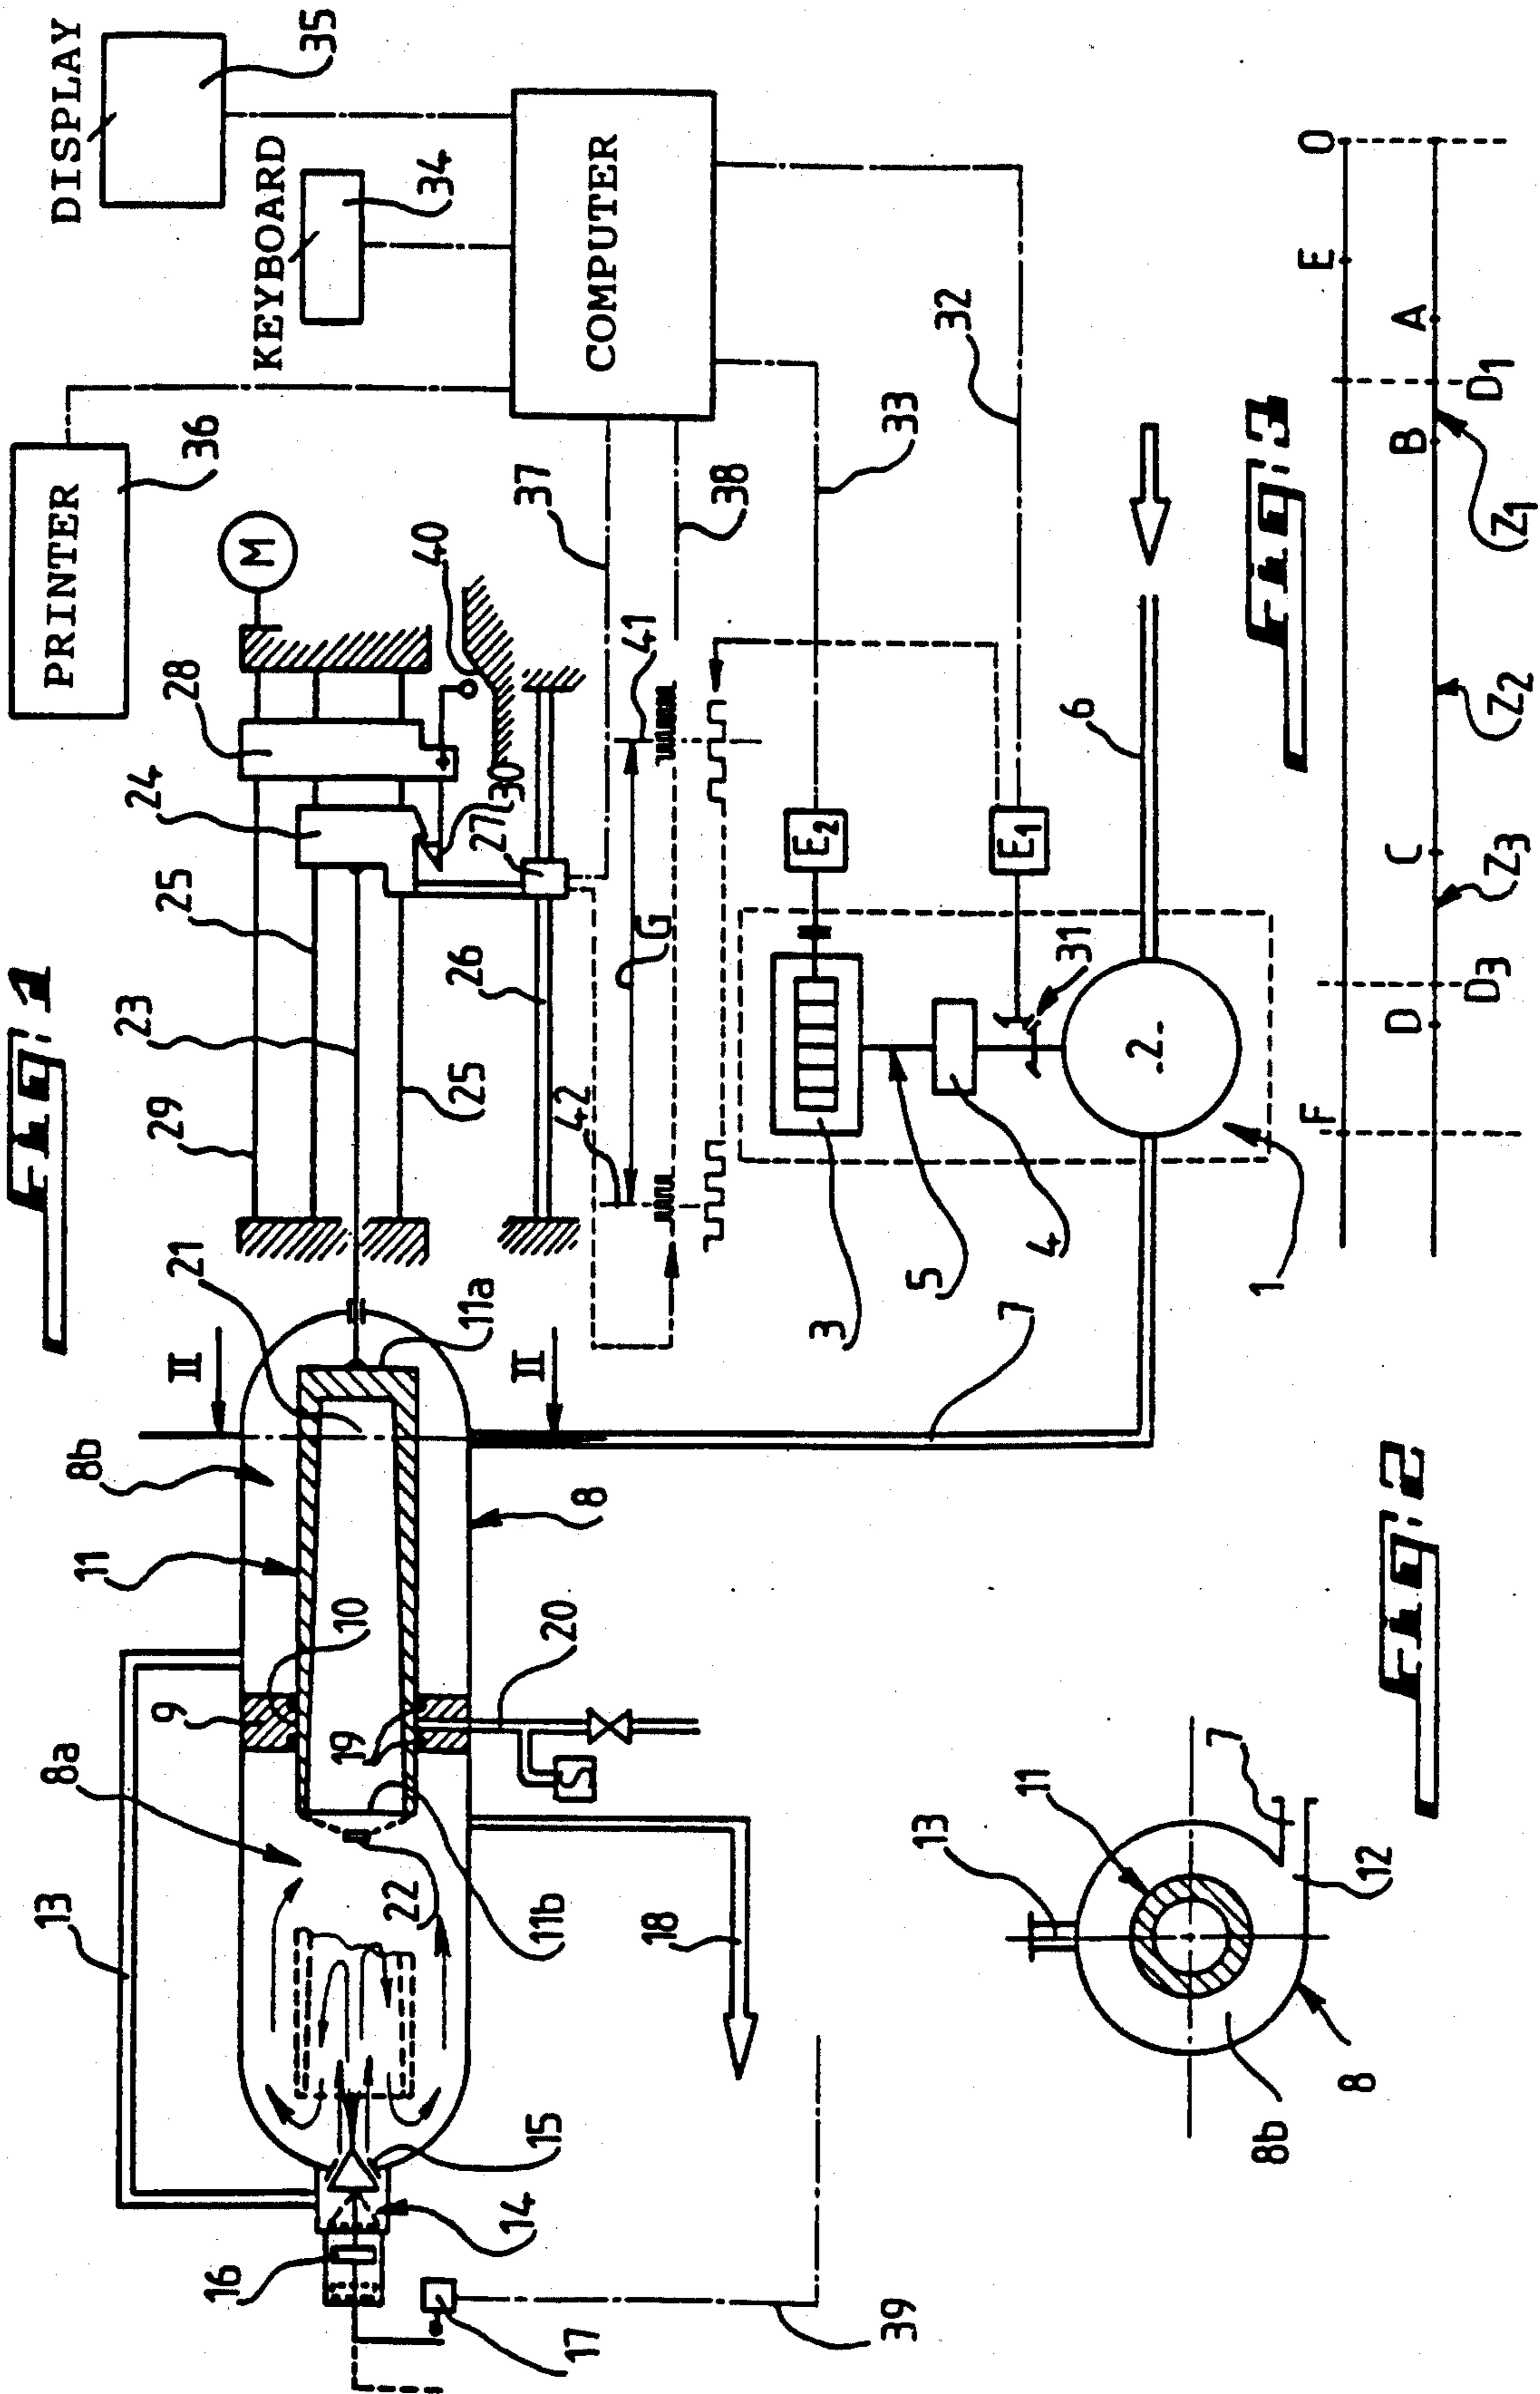 Fig: 1
DISPLAY
35
KEYBOARD
34
PRINTER
36
COMPUTER
M
40
28
24
25
23
29
25
26
27
30
37
38
41
42
G
33
32
E2
E1
31
3
5
4
.2.
1
6
7
21
11a
II
II
8b
8
11
10
9
19
20
S
8a
22
11b
13
18
15
14
16
17
39
Fig: 2
13
11
7
12
8
8b
Fig: 3
O
E
A
D1
B
Z1
Z2
C
Z3
D3
D
F